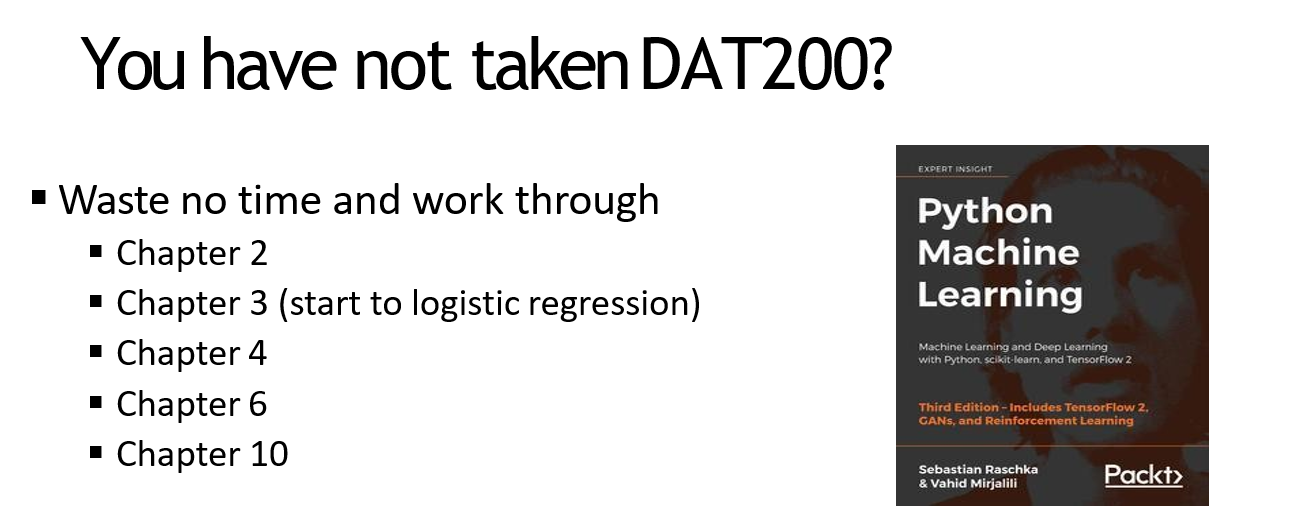 You have not taken DAT200?
▪ Waste no time and work through
▪ Chapter 2
▪ Chapter 3 (start to logistic regression)
▪ Chapter 4
▪ Chapter 6
▪ Chapter 10
EXPERT INSIGHT
Python
Machine
Learning
Machine Learning and Deep Learning
with Python, scikit-learn, and TensorFlow 2
Third Edition – Includes TensorFlow 2,
GANs, and Reinforcement Learning
Sebastian Raschka
& Vahid Mirjalili
Packt>